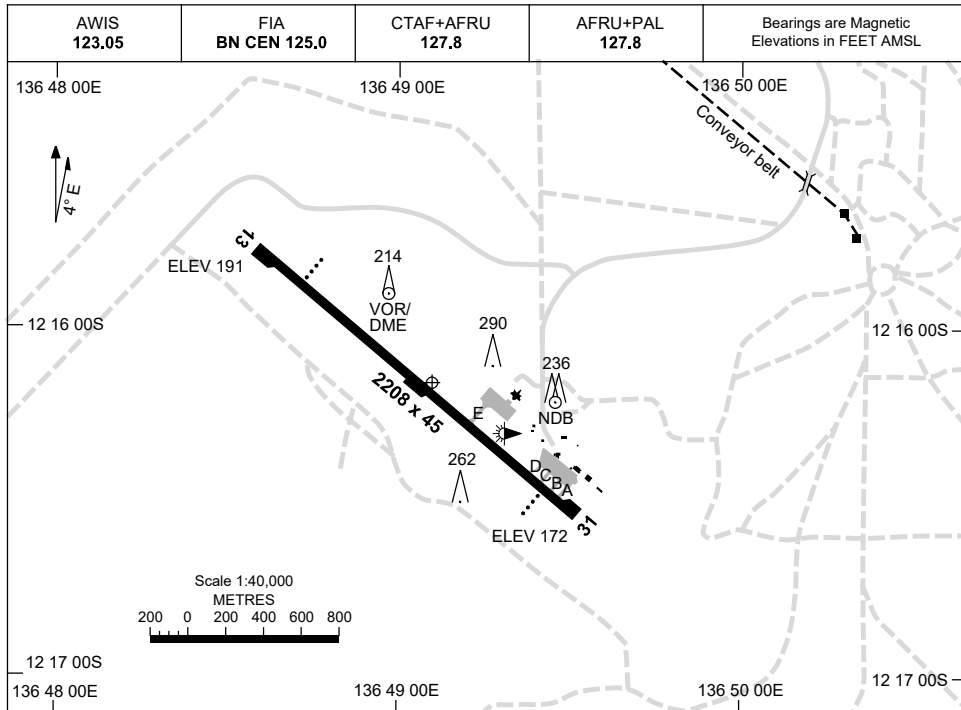 AWIS
123.05
FIA
BN CEN 125.0
CTAF+AFRU
127.8
AFRU+PAL
127.8
Bearings are Magnetic
Elevations in FEET AMSL
136 48 00E
136 49 00E
136 50 00E
Conveyor belt
4° E
13
ELEV 191
214
VOR/
DME
12 16 00S
12 16 00S
290
236
NDB
2208 x 45
E
262
D
C
B
A
31
ELEV 172
Scale 1:40,000
METRES
200 0 200 400 600 800
12 17 00S
12 17 00S
136 48 00E
136 49 00E
136 50 00E